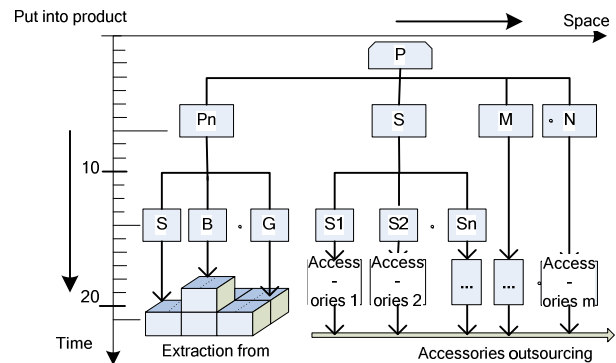 Put into product
Space
P
Pn
S
M
N
10
S
B
G
S1
S2
Sn
Access
-
ories 1
Access
-
ories 2
...
...
Access
-
ories m
20
Time
Extraction from
Accessories outsourcing